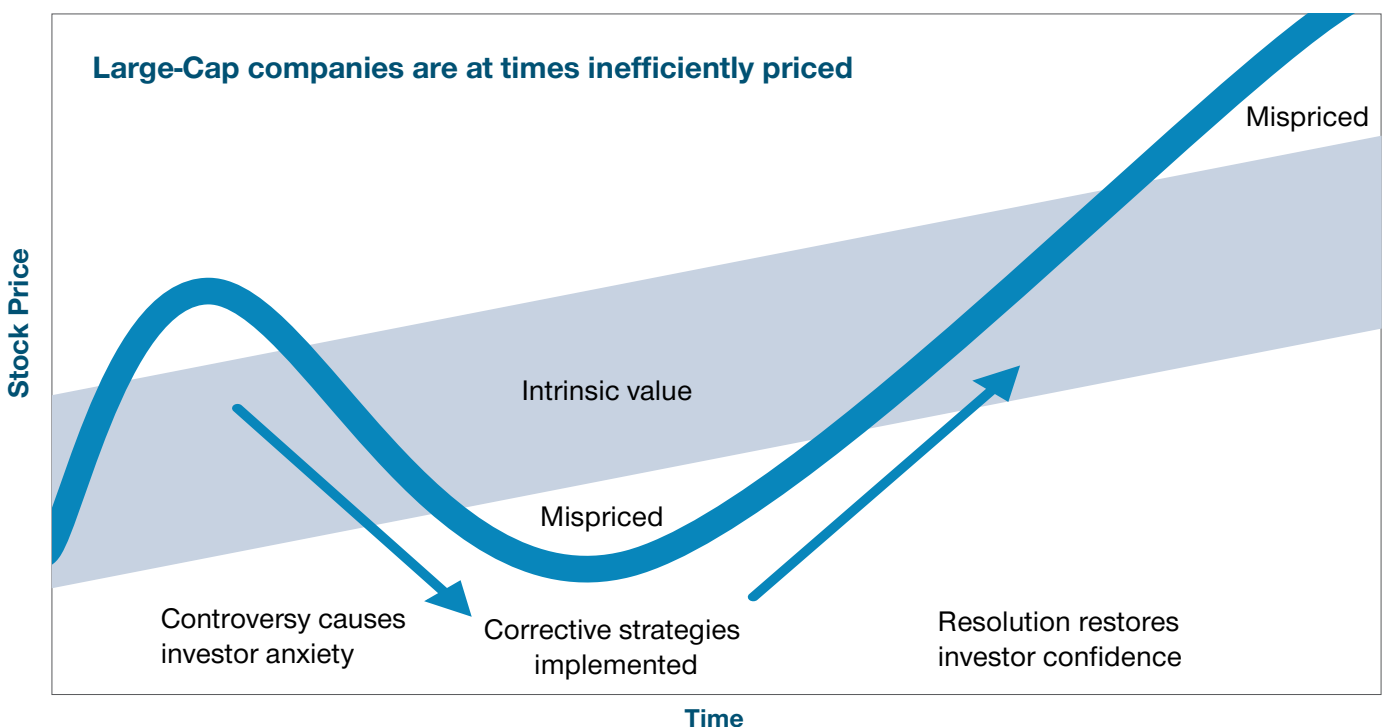 Large-Cap companies are at times inefficiently priced
Mispriced
Stock Price
Intrinsic value
Mispriced
Controversy causes
investor anxiety
Corrective strategies
implemented
Resolution restores
investor confidence
Time